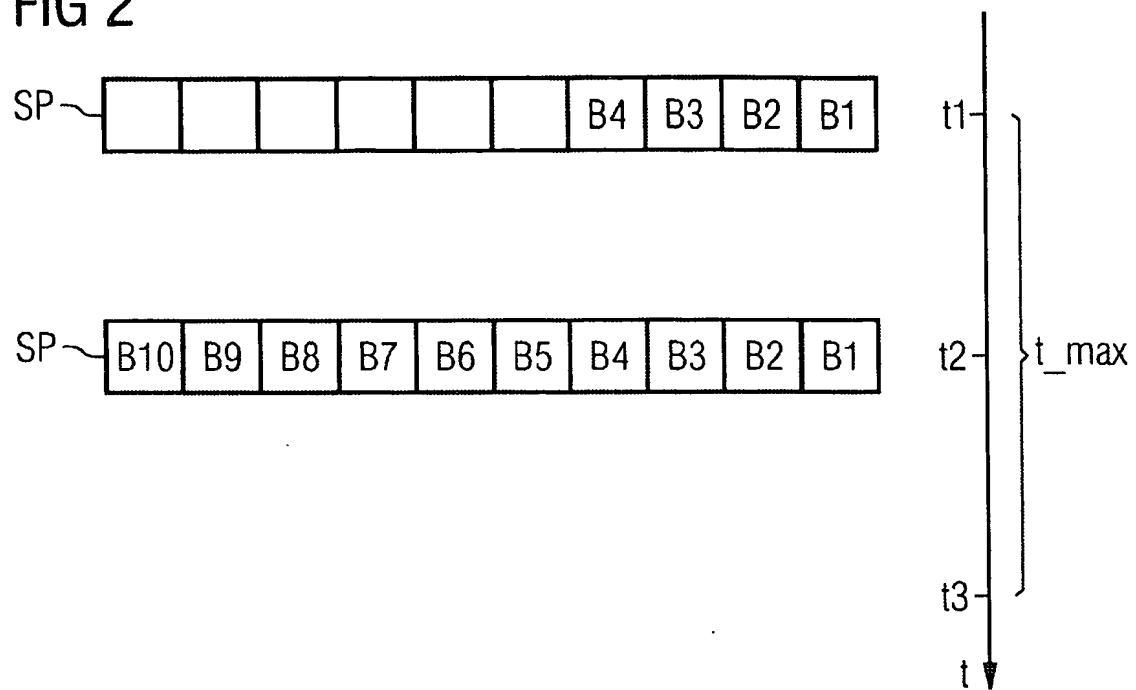 FIG 2
SP B4 B3 B2 B1 t1
SP B10 B9 B8 B7 B6 B5 B4 B3 B2 B1 t2 t_max
t3
t